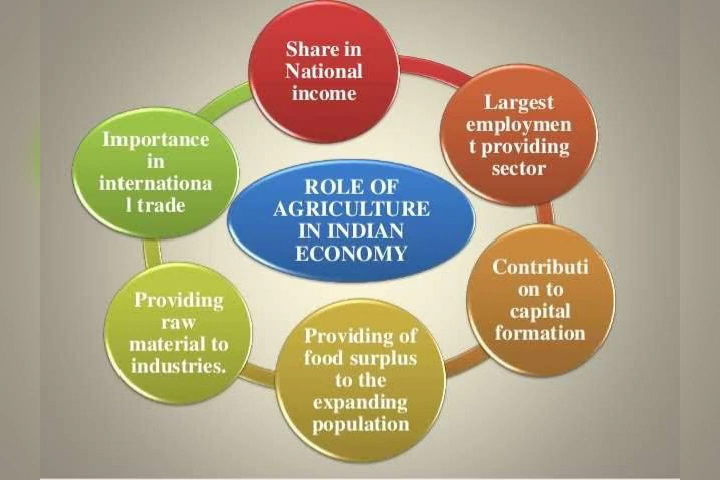 Share in
National
income
Largest
employmen
t providing
sector
Contributi
on to
capital
formation
Providing of
food surplus
to the
expanding
population
Providing
raw
material to
industries.
Importance
in
internationa
l trade
ROLE OF
AGRICULTURE
IN INDIAN
ECONOMY